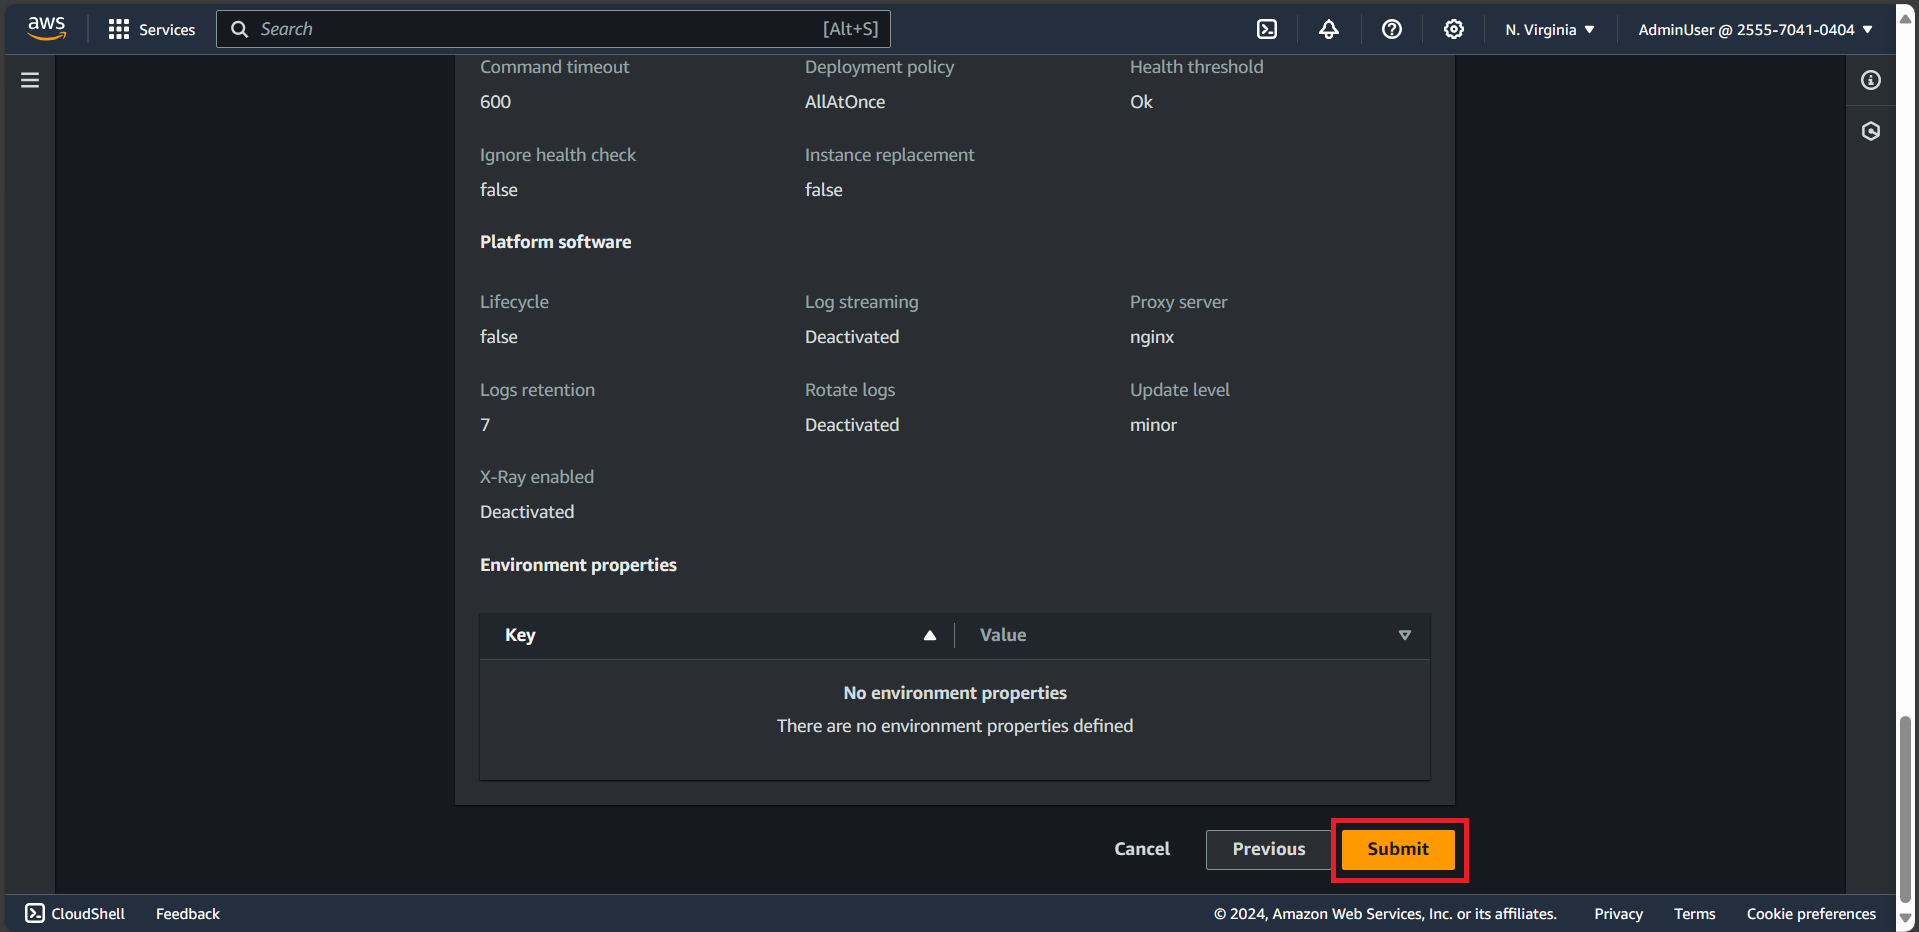 aws Services Search [Alt+S] N. Virginia AdminUser @ 2555-7041-0404
Command timeout Deployment policy Health threshold
600 AllAtOnce Ok
Ignore health check Instance replacement
false false
Platform software
Lifecycle Log streaming Proxy server
false Deactivated nginx
Logs retention Rotate logs Update level
7 Deactivated minor
X-Ray enabled
Deactivated
Environment properties
Key Value
No environment properties
There are no environment properties defined
Cancel Previous Submit
CloudShell Feedback © 2024, Amazon Web Services, Inc. or its affiliates. Privacy Terms Cookie preferences